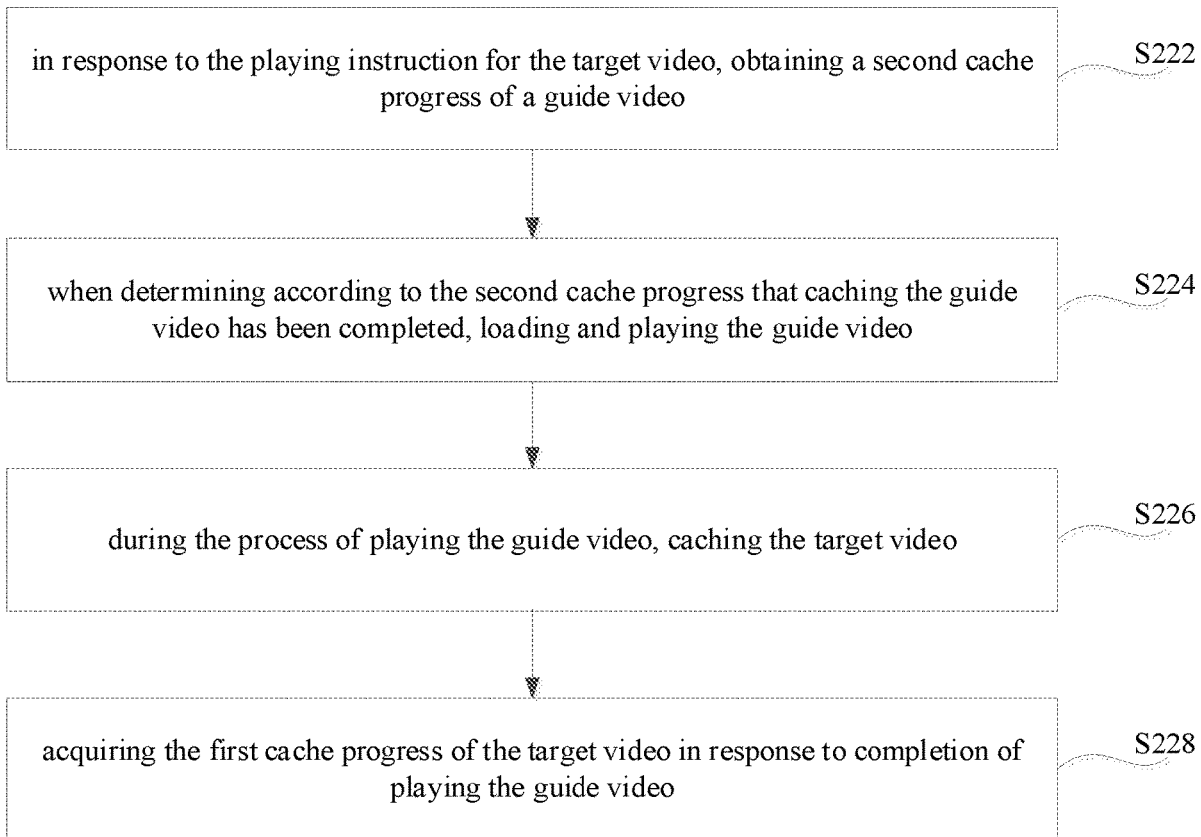 in response to the playing instruction for the target video, obtaining a second cache
progress of a guide video
S222
when determining according to the second cache progress that caching the guide
video has been completed, loading and playing the guide video
S224
during the process of playing the guide video, caching the target video
S226
acquiring the first cache progress of the target video in response to completion of
playing the guide video
S228